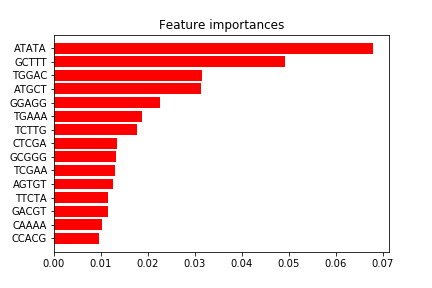 Feature importances
ATATA
GCTTT
TGGAC
ATGCT
GGAGG
TGAAA
TCTTG
CTCGA
GCGGG
TCGAA
AGTGT
TTCTA
GACGT
CAAAA
CCACG
0.00 0.01 0.02 0.03 0.04 0.05 0.06 0.07